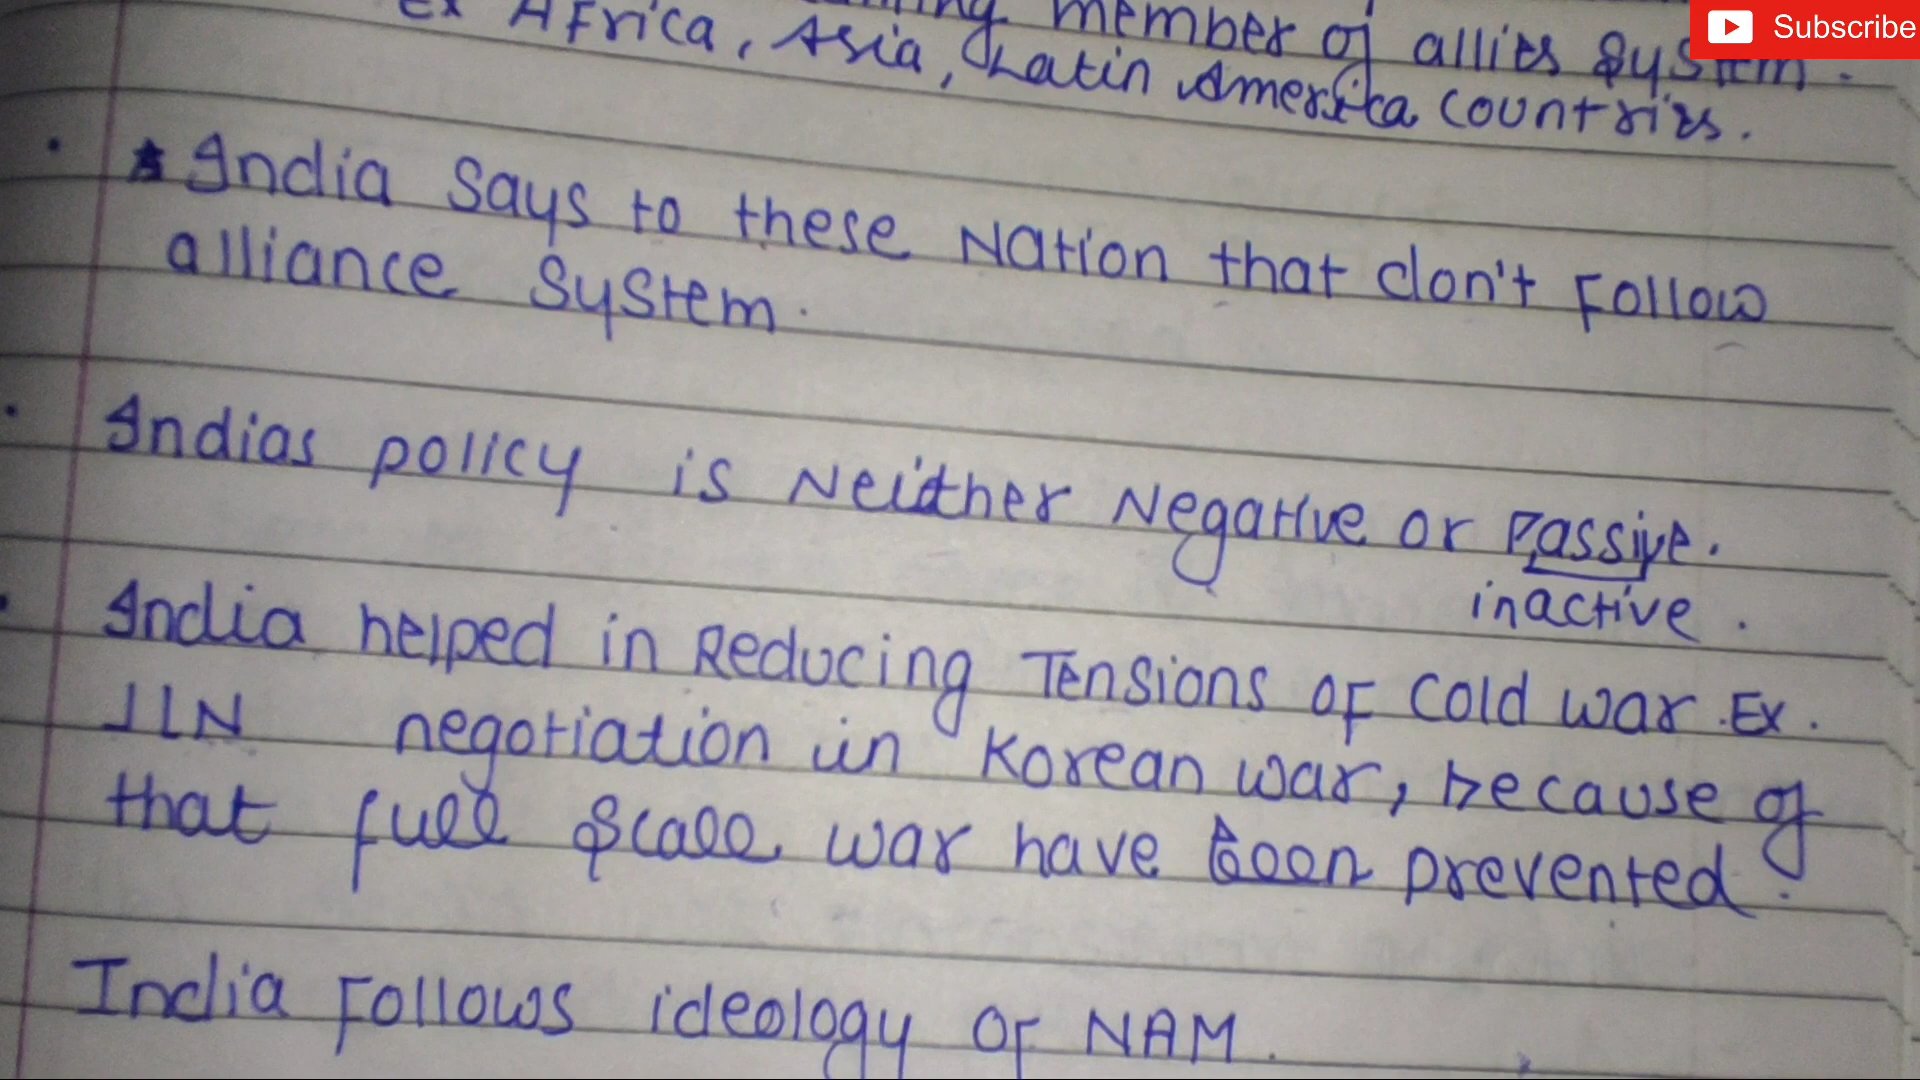 member of allies System.
Subscribe
Ex Africa, Asia, Latin America countries.
India Says to these Nation that don't Follow
alliance System.
Indias policy is Neither Negative or Passive.
inactive.
India helped in Reducing Tensions of Cold war. Ex.
JLN negotiation in Korean war, because of
that full scale war have been prevented.
India Follows ideology of NAM.